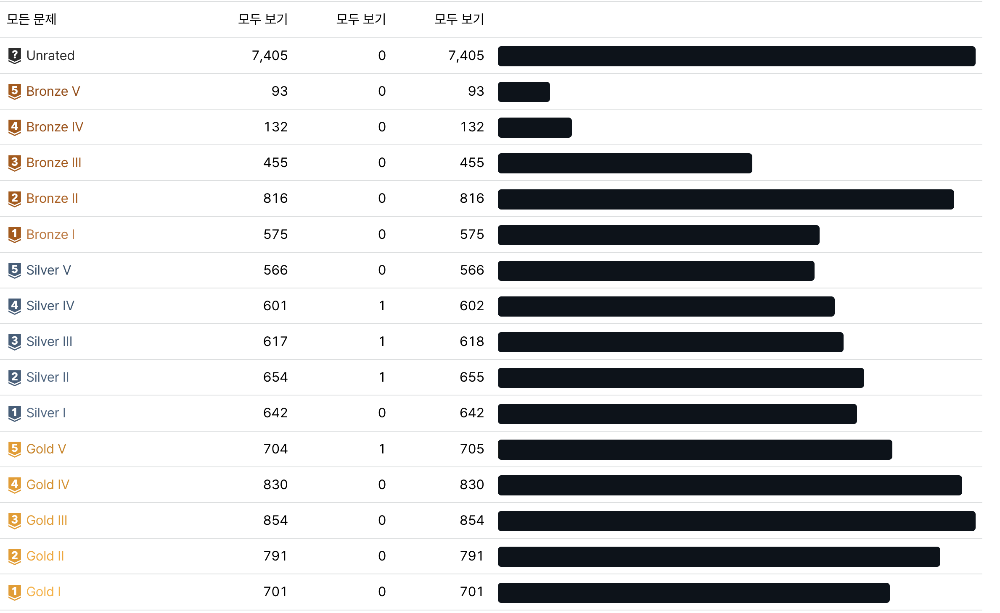 모든 문제 모두 보기 모두 보기 모두 보기
? Unrated 7,405 0 7,405
5 Bronze V 93 0 93
4 Bronze IV 132 0 132
3 Bronze III 455 0 455
2 Bronze II 816 0 816
1 Bronze I 575 0 575
5 Silver V 566 0 566
4 Silver IV 601 1 602
3 Silver III 617 1 618
2 Silver II 654 1 655
1 Silver I 642 0 642
5 Gold V 704 1 705
4 Gold IV 830 0 830
3 Gold III 854 0 854
2 Gold II 791 0 791
1 Gold I 701 0 701